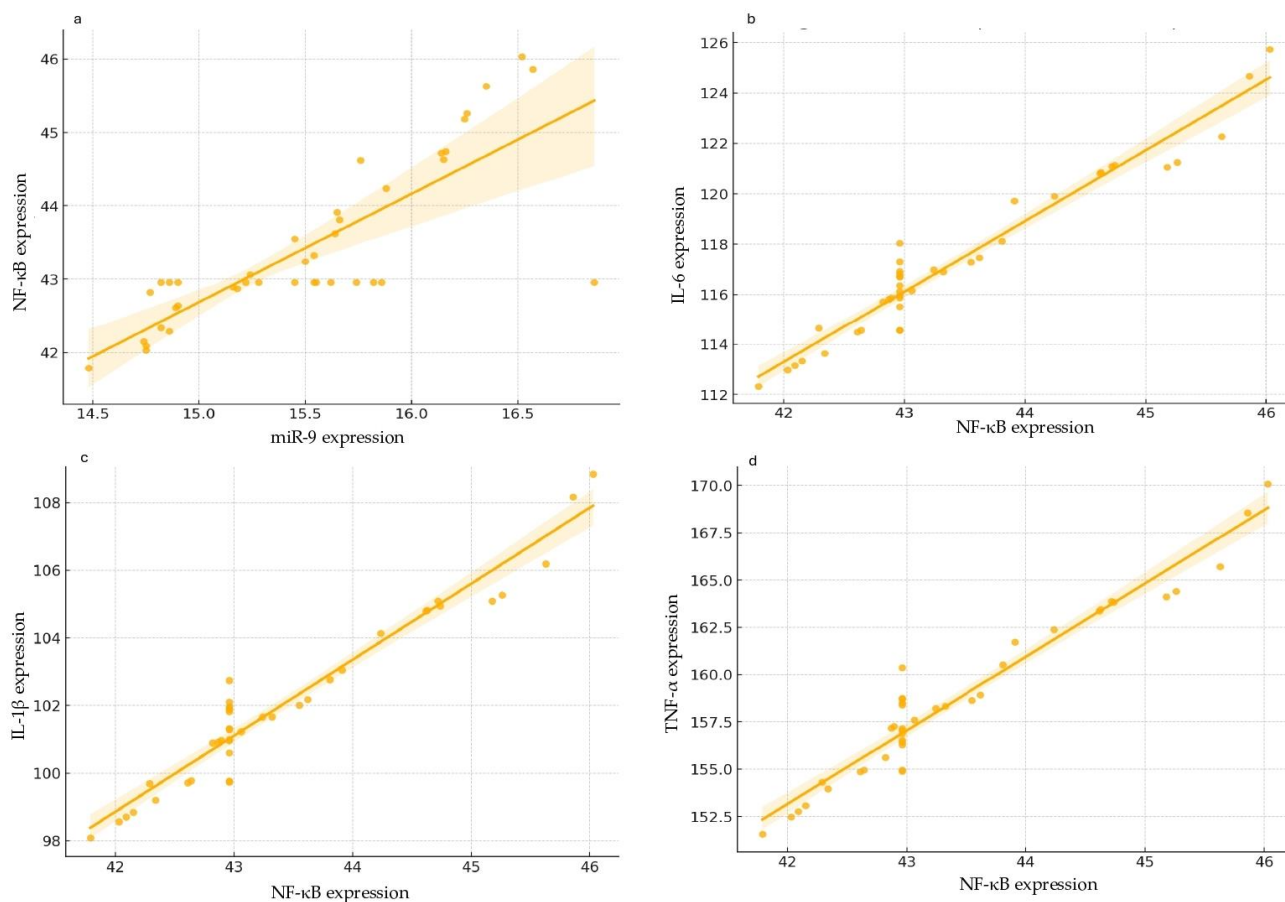 a
46
45
44
43
42
14.5 15.0 15.5 16.0 16.5
NF-κB expression
miR-9 expression
b
126
124
122
120
118
116
114
112
42 43 44 45 46
IL-6 expression
NF-κB expression
c
108
106
104
102
100
98
42 43 44 45 46
IL-1β expression
NF-κB expression
d
170.0
167.5
165.0
162.5
160.0
157.5
155.0
152.5
42 43 44 45 46
TNF-α expression
NF-κB expression